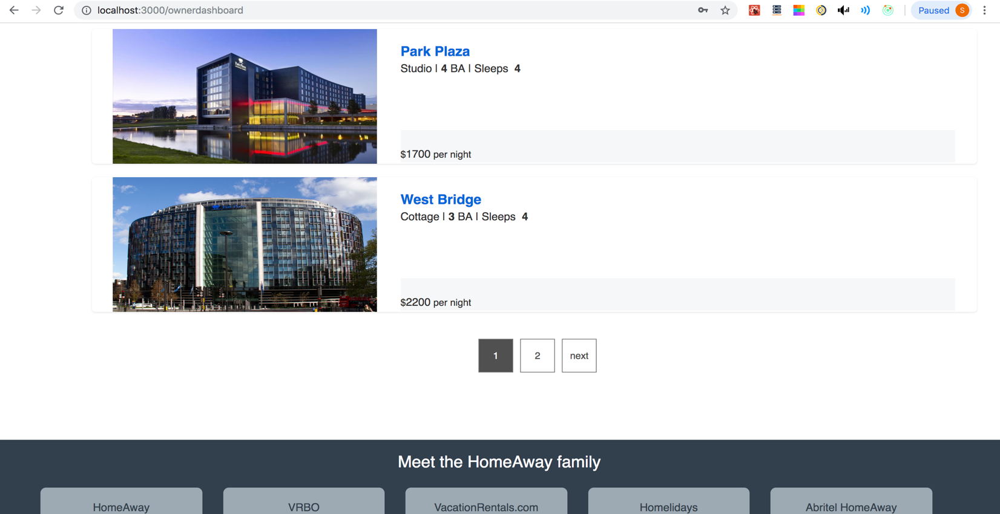 localhost:3000/ownerdashboard
Paused
S
Park Plaza
Park Plaza
Studio | 4 BA | Sleeps 4
$1700 per night
West Bridge
Cottage | 3 BA | Sleeps 4
$2200 per night
1 2 next
Meet the HomeAway family
HomeAway VRBO VacationRentals.com Homelidays Abritel HomeAway